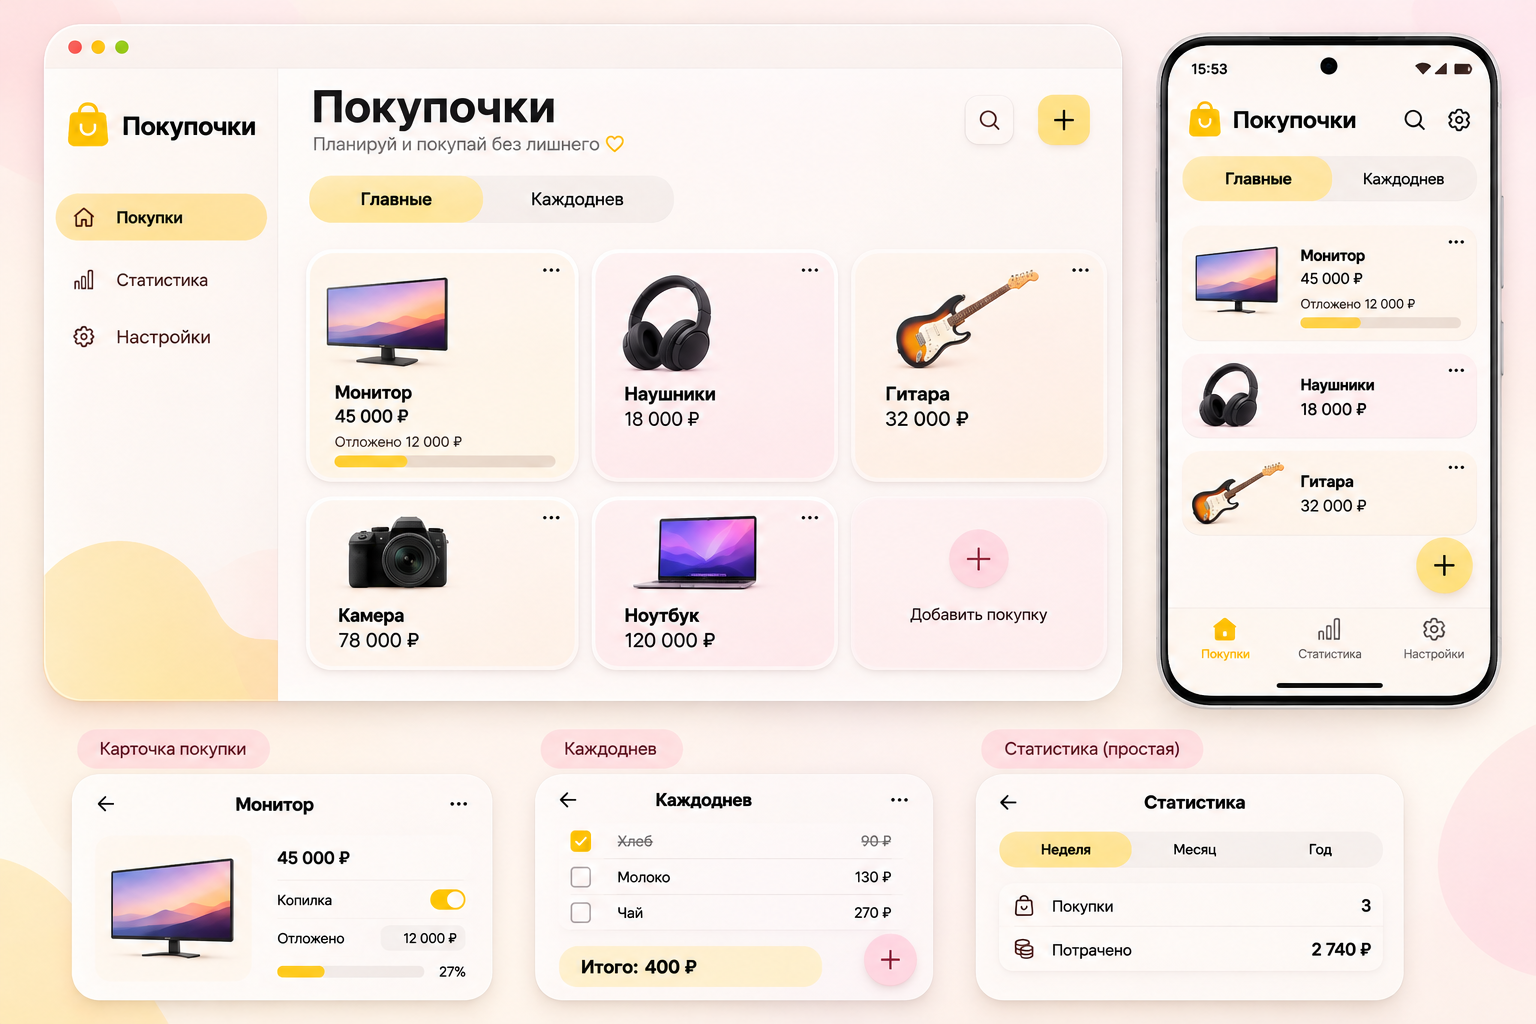 Покупочки
Покупки
Статистика
Настройки
Покупочки
Планируй и покупай без лишнего
Главные
Каждоднев
Монитор
45 000 ₽
Отложено 12 000 ₽
Наушники
18 000 ₽
Гитара
32 000 ₽
Камера
78 000 ₽
Ноутбук
120 000 ₽
Добавить покупку
15:53
Покупочки
Главные
Каждоднев
Монитор
45 000 ₽
Отложено 12 000 ₽
Наушники
18 000 ₽
Гитара
32 000 ₽
Покупки
Статистика
Настройки
Карточка покупки
Монитор
45 000 ₽
Копилка
Отложено 12 000 ₽
27%
Каждоднев
Каждоднев
Хлеб 90 ₽
Молоко 130 ₽
Чай 270 ₽
Итого: 400 ₽
Статистика (простая)
Статистика
Неделя Месяц Год
Покупки 3
Потрачено 2 740 ₽